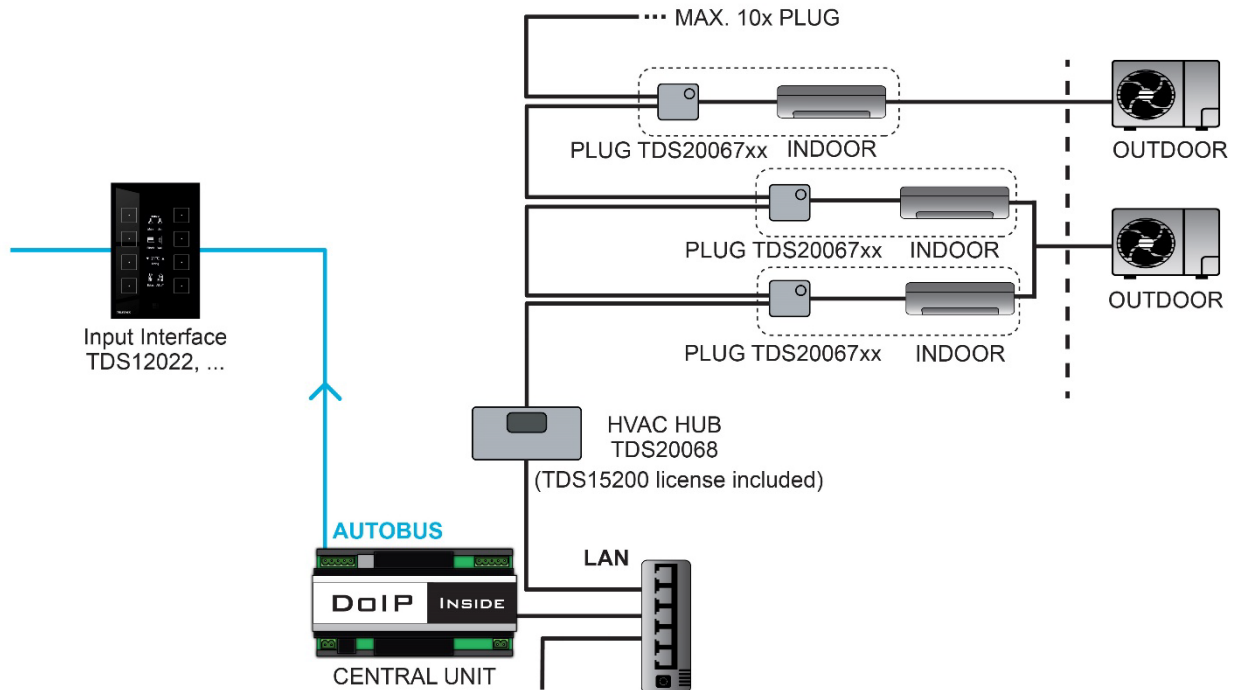 MAX. 10x PLUG
PLUG TDS20067xx INDOOR
OUTDOOR
PLUG TDS20067xx INDOOR
OUTDOOR
PLUG TDS20067xx INDOOR
Input Interface
TDS12022, ...
HVAC HUB
TDS20068
(TDS15200 license included)
AUTOBUS
LAN
DoIP INSIDE
CENTRAL UNIT